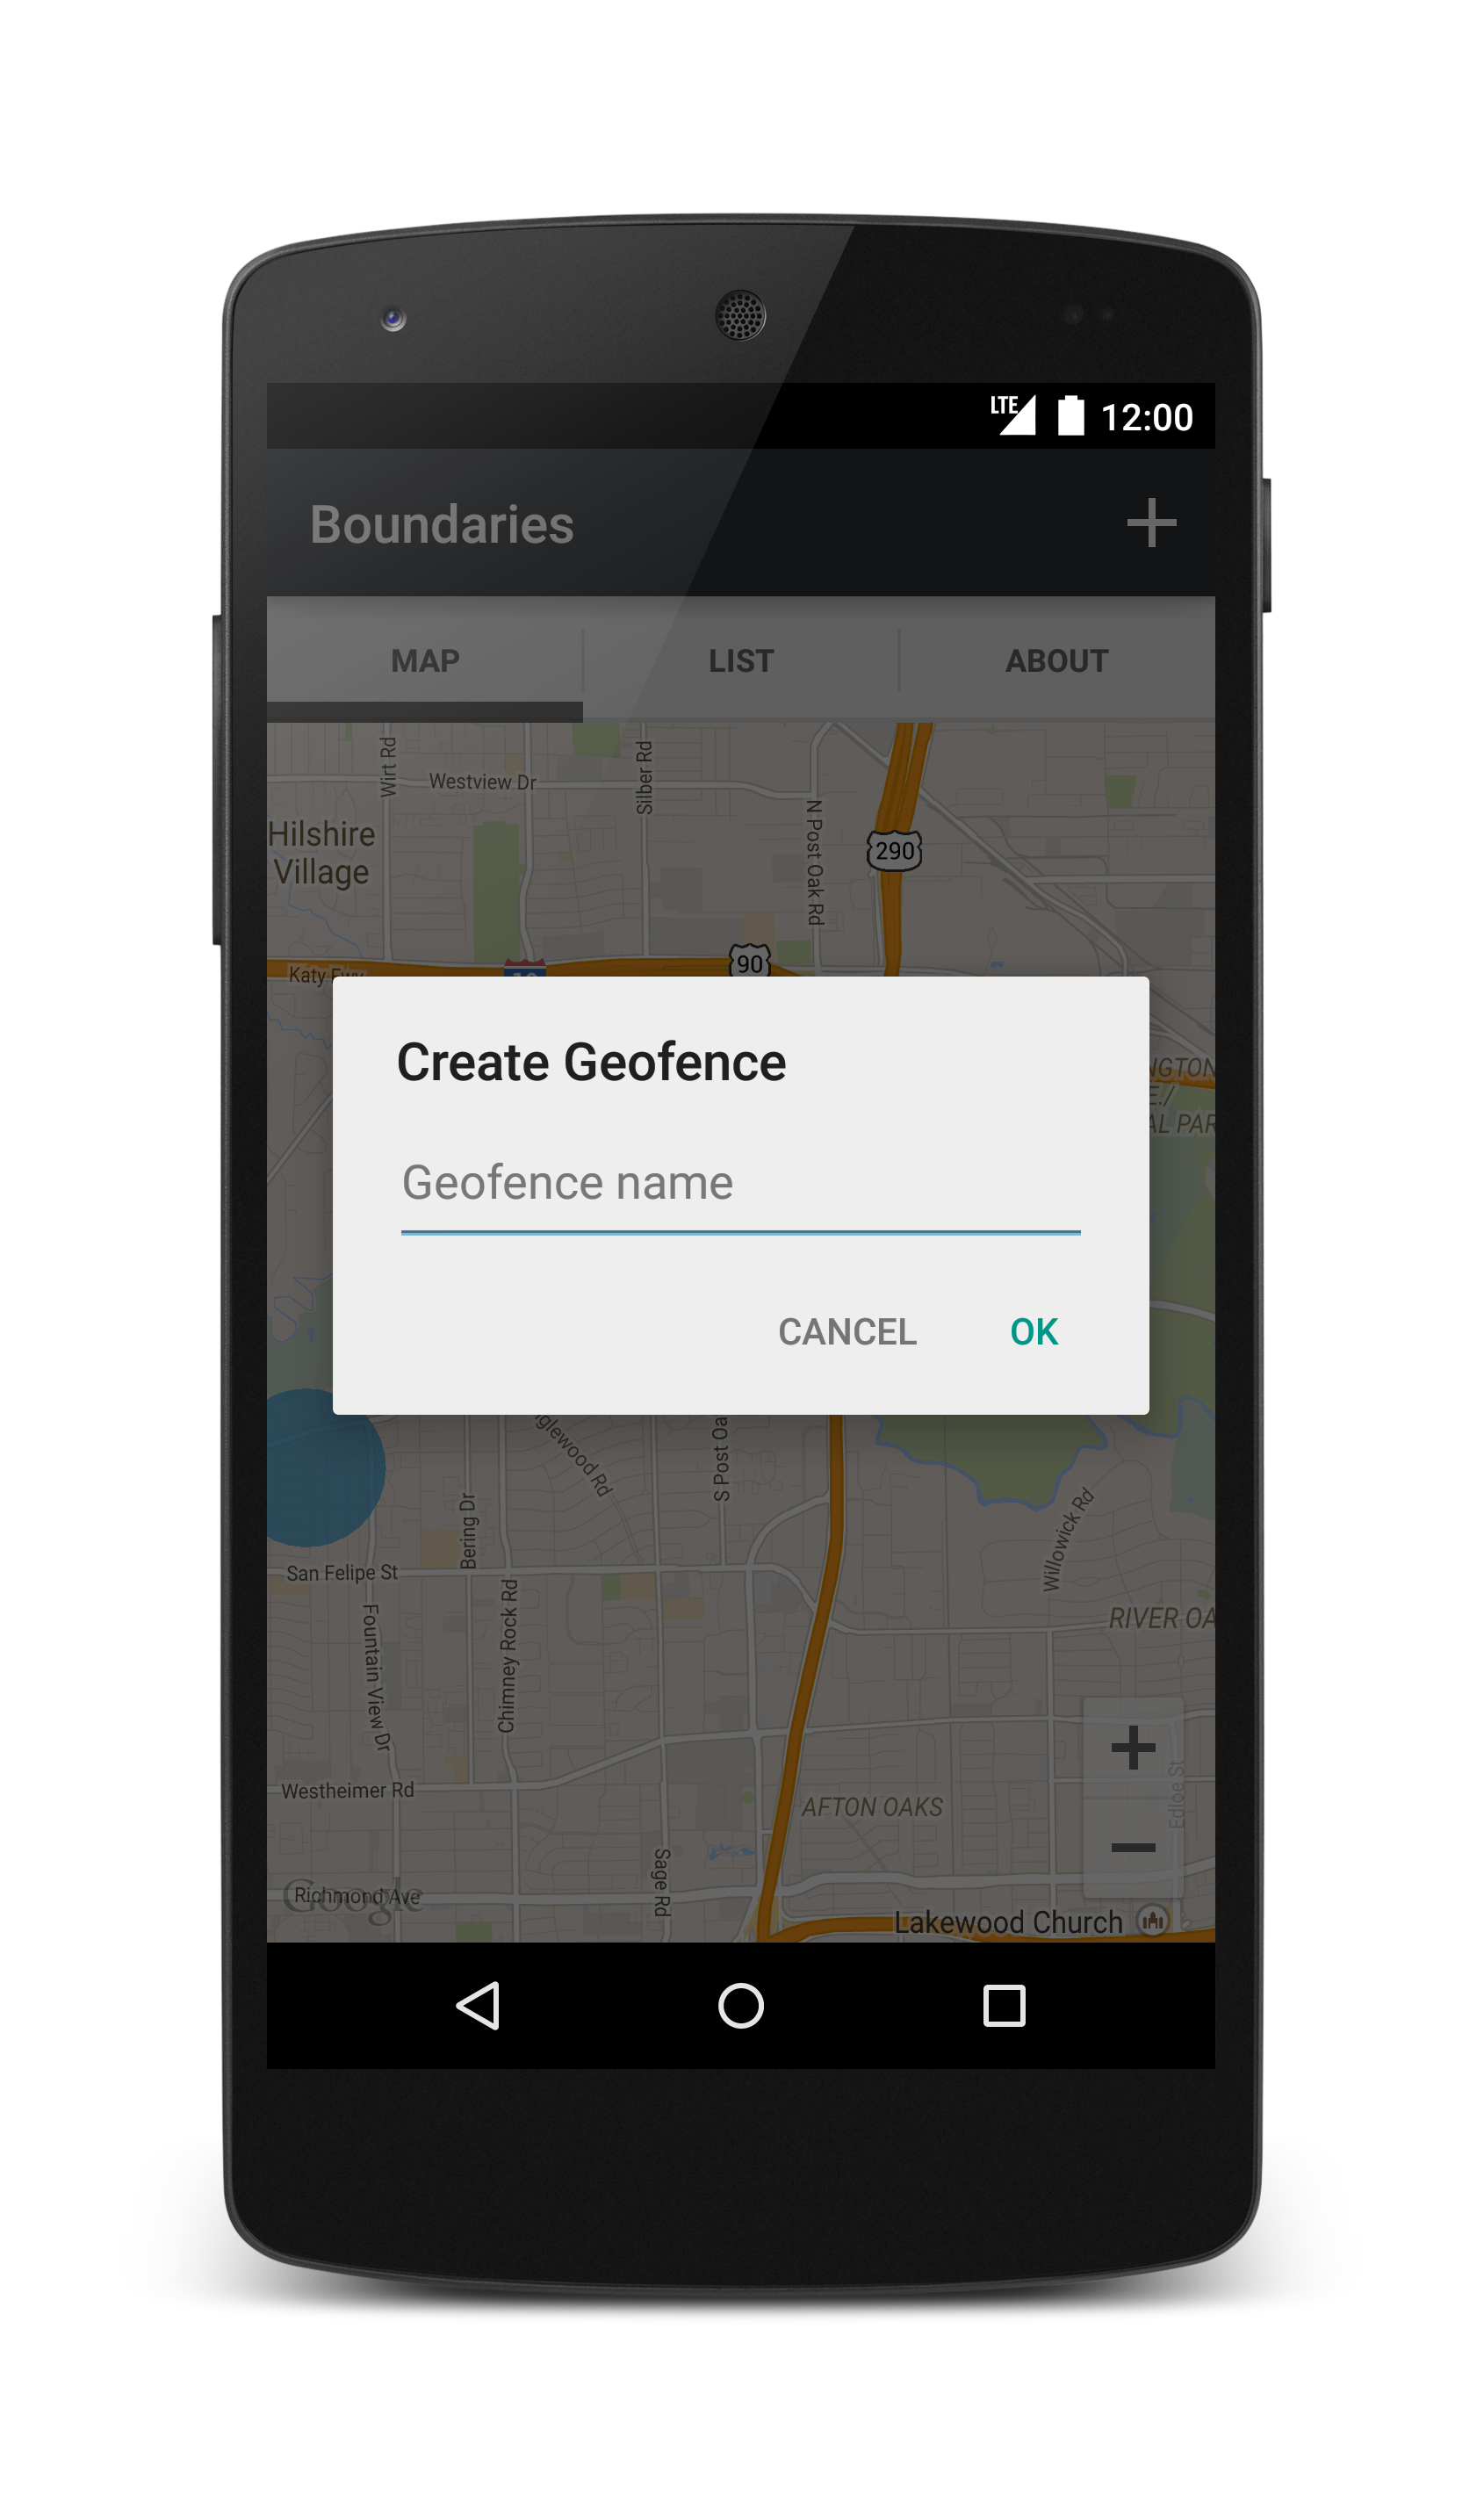 LTE
12:00
Boundaries
MAP
LIST
ABOUT
Wirt Rd
Westview Dr
Silber Rd
N Post Oak Rd
Hilshire
Village
290
90
Katy Fwy
Create Geofence
Geofence name
CANCEL
OK
AL PAR
S Post Oa
glewood Rd
Bering Dr
Willowick Rd
San Felipe St
Chimney Rock Rd
Fountain View Dr
RIVER OA
Westheimer Rd
AFTON OAKS
Edloe St
Sage Rd
Richmond Ave
Google
Lakewood Church